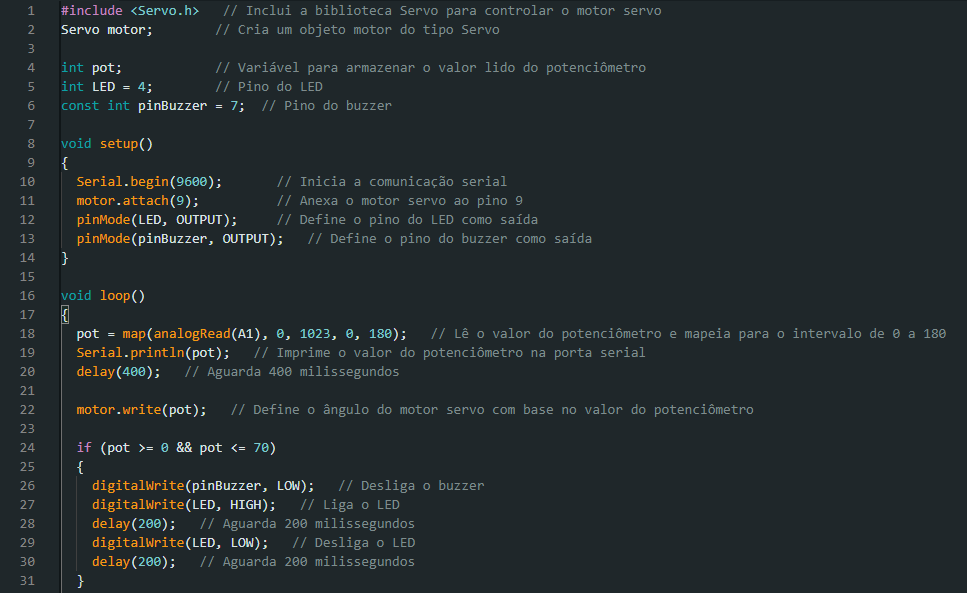 1 #include <Servo.h>   // Inclui a biblioteca Servo para controlar o motor servo
2 Servo motor;        // Cria um objeto motor do tipo Servo
3
4 int pot;            // Variável para armazenar o valor lido do potenciômetro
5 int LED = 4;        // Pino do LED
6 const int pinBuzzer = 7;  // Pino do buzzer
7
8 void setup()
9 {
10   Serial.begin(9600);       // Inicia a comunicação serial
11   motor.attach(9);          // Anexa o motor servo ao pino 9
12   pinMode(LED, OUTPUT);     // Define o pino do LED como saída
13   pinMode(pinBuzzer, OUTPUT);   // Define o pino do buzzer como saída
14 }
15
16 void loop()
17 {
18   pot = map(analogRead(A1), 0, 1023, 0, 180);   // Lê o valor do potenciômetro e mapeia para o intervalo de 0 a 180
19   Serial.println(pot);   // Imprime o valor do potenciômetro na porta serial
20   delay(400);   // Aguarda 400 milissegundos
21
22   motor.write(pot);   // Define o ângulo do motor servo com base no valor do potenciômetro
23
24   if (pot >= 0 && pot <= 70)
25   {
26     digitalWrite(pinBuzzer, LOW);   // Desliga o buzzer
27     digitalWrite(LED, HIGH);   // Liga o LED
28     delay(200);   // Aguarda 200 milissegundos
29     digitalWrite(LED, LOW);   // Desliga o LED
30     delay(200);   // Aguarda 200 milissegundos
31   }